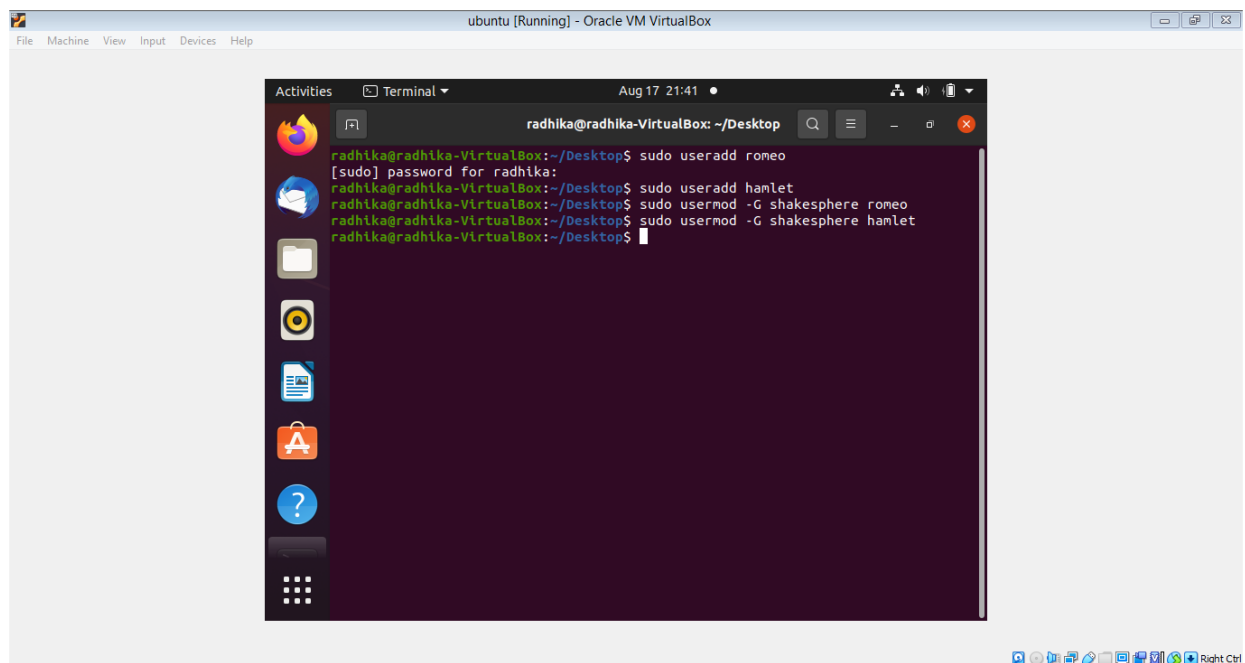 ubuntu [Running] - Oracle VM VirtualBox
File Machine View Input Devices Help
Activities Terminal Aug 17 21:41
radhika@radhika-VirtualBox: ~/Desktop
radhika@radhika-VirtualBox:~/Desktop$ sudo useradd romeo
[sudo] password for radhika:
radhika@radhika-VirtualBox:~/Desktop$ sudo useradd hamlet
radhika@radhika-VirtualBox:~/Desktop$ sudo usermod -G shakesphere romeo
radhika@radhika-VirtualBox:~/Desktop$ sudo usermod -G shakesphere hamlet
radhika@radhika-VirtualBox:~/Desktop$
Right Ctrl